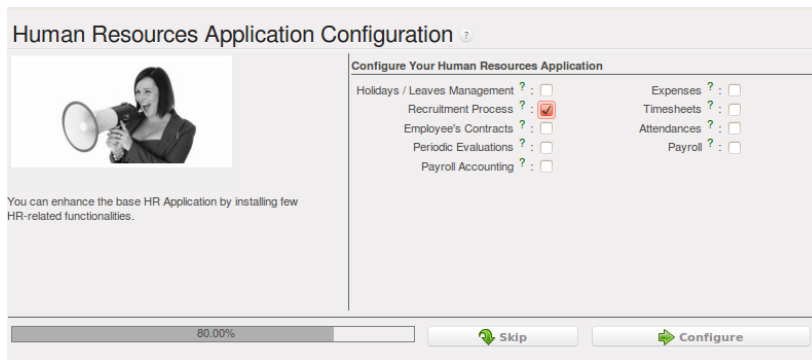 Human Resources Application Configuration ?
Configure Your Human Resources Application
Holidays / Leaves Management ? :
Expenses ? :
Recruitment Process ? :
Timesheets ? :
Employee's Contracts ? :
Attendances ? :
Periodic Evaluations ? :
Payroll ? :
Payroll Accounting ? :
You can enhance the base HR Application by installing few
HR-related functionalities.
80.00%
Skip
Configure